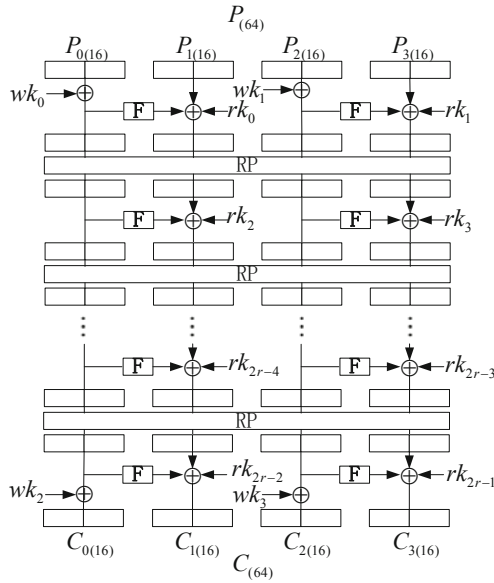 P(64)
P0(16) P1(16) P2(16) P3(16)
wk0 wk1
F rk0 F rk1
RP
F rk2 F rk3
RP
F rk2r-4 F rk2r-3
RP
F rk2r-2 F rk2r-1
wk2 wk3
C0(16) C1(16) C2(16) C3(16)
C(64)